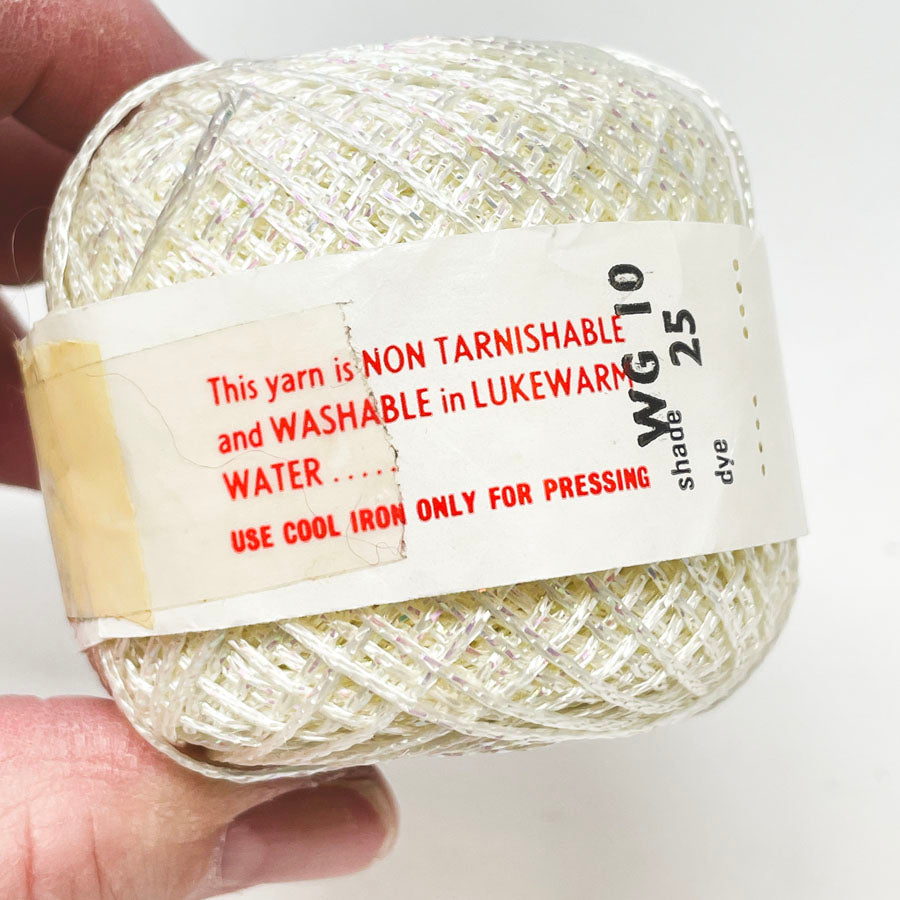 This yarn is NON TARNISHABLE
and WASHABLE in LUKEWARM
WATER . . . . .
USE COOL IRON ONLY FOR PRESSING
WG 10
shade 25
dye